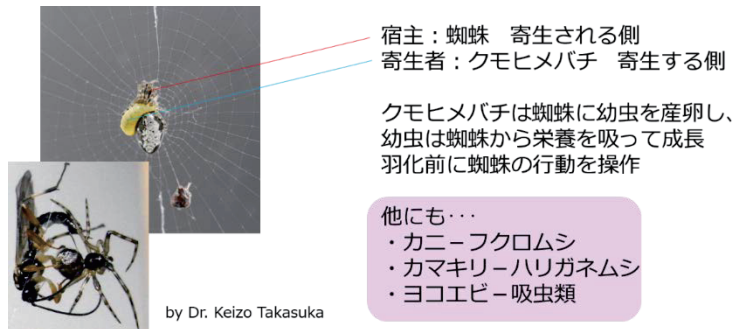 宿主：蜘蛛　寄生される側
寄生者：クモヒメバチ　寄生する側
クモヒメバチは蜘蛛に幼虫を産卵し、
幼虫は蜘蛛から栄養を吸って成長
羽化前に蜘蛛の行動を操作
他にも･･･
・カニ－フクロムシ
・カマキリ－ハリガネムシ
・ヨコエビ－吸虫類
by Dr. Keizo Takasuka